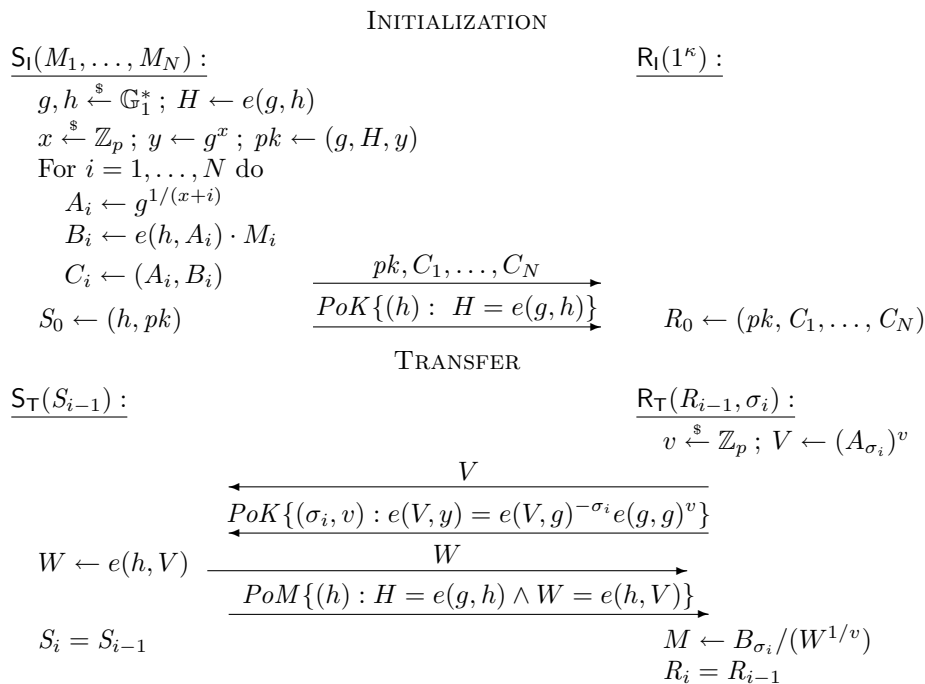 INITIALIZATION
S_I(M_1, . . . , M_N) : R_I(1^κ) :
g, h ←$ 𝔾_1^* ; H ← e(g, h)
x ←$ ℤ_p ; y ← g^x ; pk ← (g, H, y)
For i = 1, . . . , N do
A_i ← g^{1/(x+i)}
B_i ← e(h, A_i) · M_i
C_i ← (A_i, B_i) pk, C_1, . . . , C_N
S_0 ← (h, pk) PoK{(h) : H = e(g, h)} R_0 ← (pk, C_1, . . . , C_N)
TRANSFER
S_T(S_{i−1}) : R_T(R_{i−1}, σ_i) :
v ←$ ℤ_p ; V ← (A_{σ_i})^v
V
PoK{(σ_i, v) : e(V, y) = e(V, g)^{−σ_i} e(g, g)^v}
W ← e(h, V) W
PoM{(h) : H = e(g, h) ∧ W = e(h, V)}
S_i = S_{i−1} M ← B_{σ_i}/(W^{1/v})
R_i = R_{i−1}